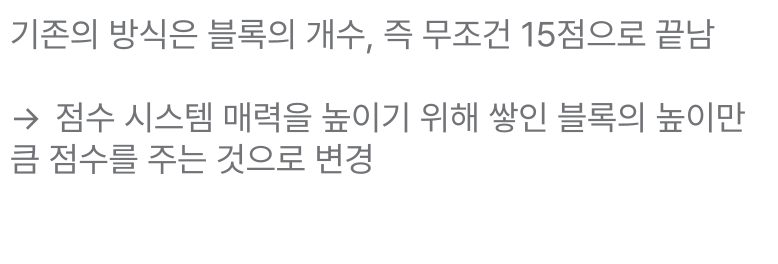 기존의 방식은 블록의 개수, 즉 무조건 15점으로 끝남
→ 점수 시스템 매력을 높이기 위해 쌓인 블록의 높이만
큼 점수를 주는 것으로 변경